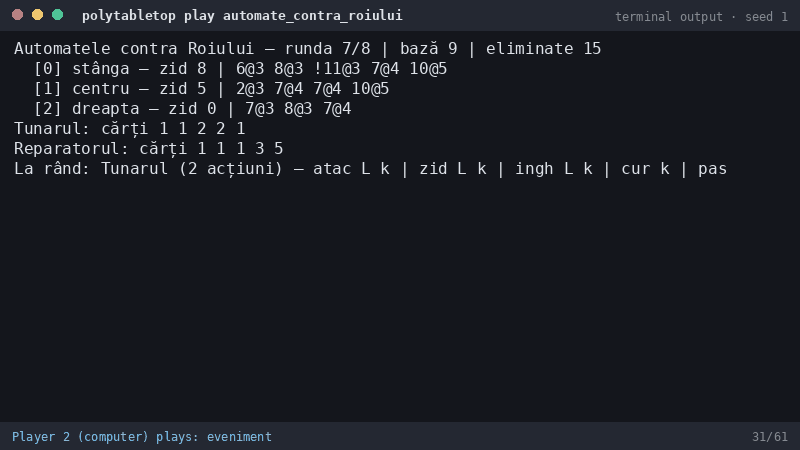 polytabletop play automate_contra_roiului
terminal output · seed 1
Automatele contra Roiului — runda 7/8 | bază 9 | eliminate 15
[0] stânga — zid 8 | 6@3 8@3 !11@3 7@4 10@5
[1] centru — zid 5 | 2@3 7@4 7@4 10@5
[2] dreapta — zid 0 | 7@3 8@3 7@4
Tunarul: cărți 1 1 2 2 1
Reparatorul: cărți 1 1 1 3 5
La rând: Tunarul (2 acțiuni) — atac L k | zid L k | ingh L k | cur k | pas
Player 2 (computer) plays: eveniment
31/61